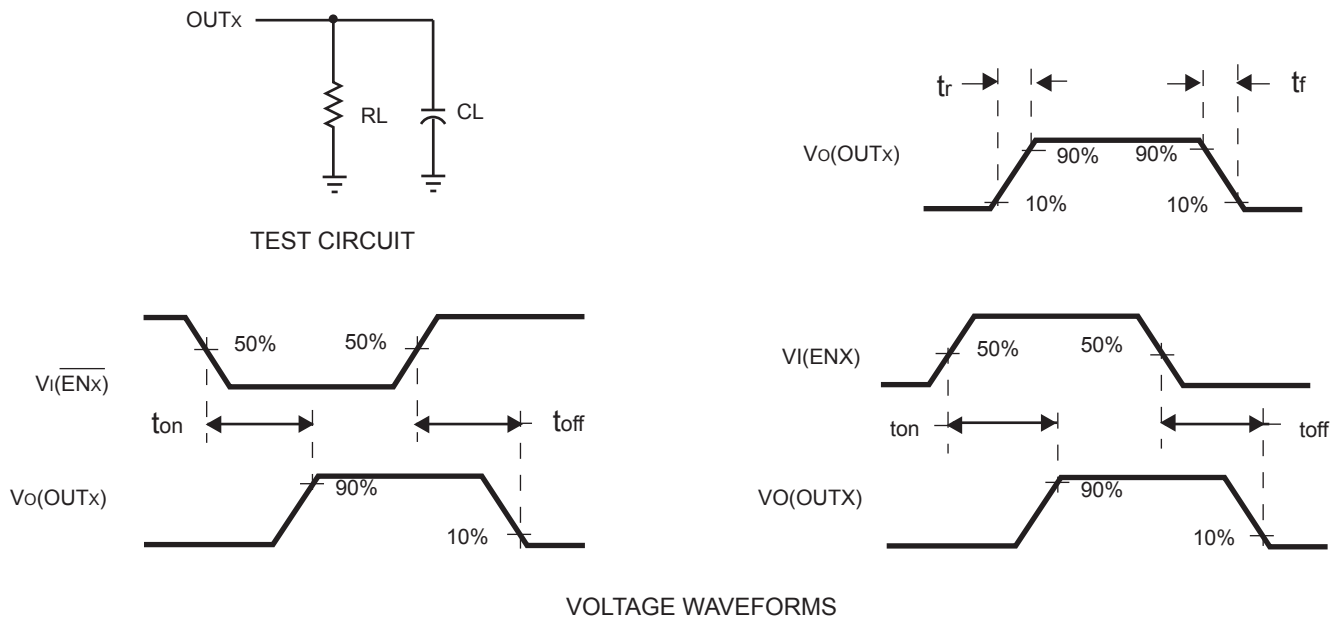 OUTx
RL
CL
TEST CIRCUIT
tr
tf
VO(OUTx)
90%
90%
10%
10%
50%
50%
VI(ENx)
ton
toff
VO(OUTx)
90%
10%
VI(ENX)
50%
50%
ton
toff
VO(OUTX)
90%
10%
VOLTAGE WAVEFORMS